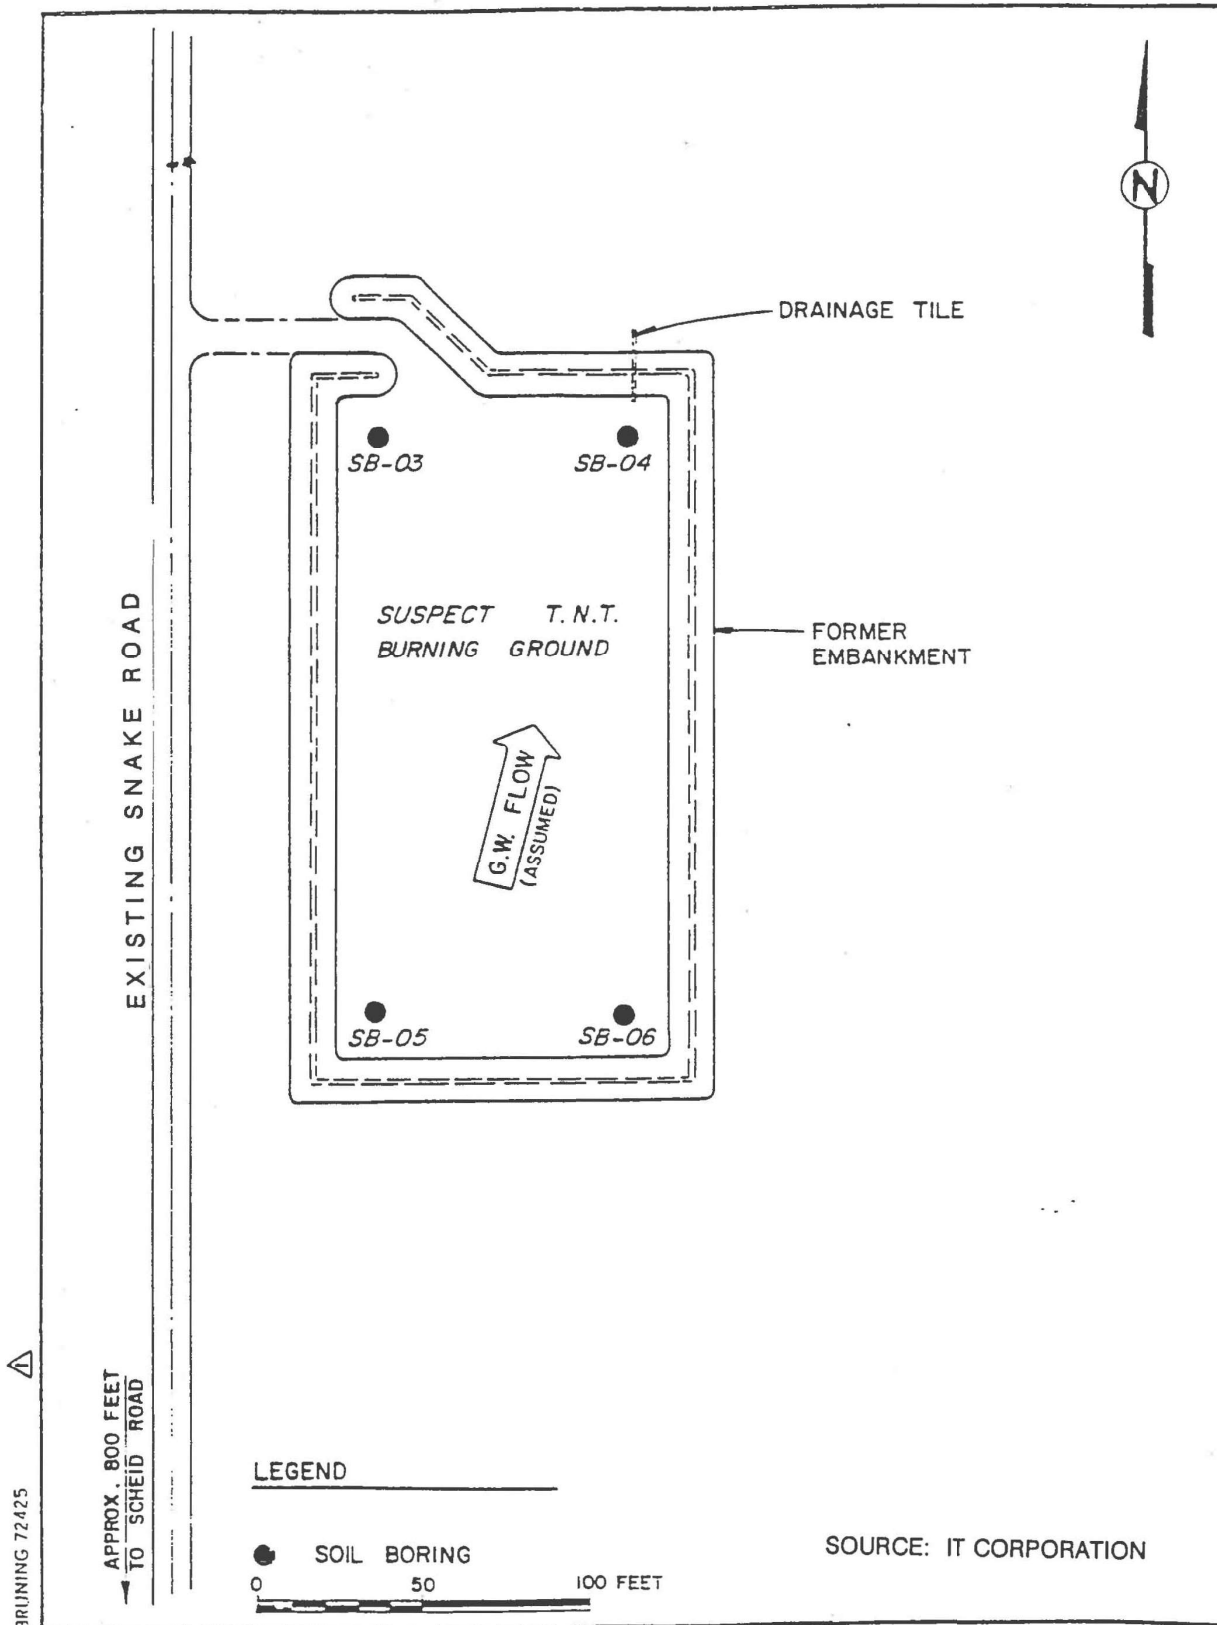 N
DRAINAGE TILE
SB-03
SB-04
SUSPECT T.N.T.
BURNING GROUND
FORMER
EMBANKMENT
EXISTING SNAKE ROAD
G.W. FLOW
(ASSUMED)
SB-05
SB-06
APPROX. 800 FEET
TO SCHEID ROAD
LEGEND
SOIL BORING
0 50 100 FEET
SOURCE: IT CORPORATION
1
BRUNING 72425